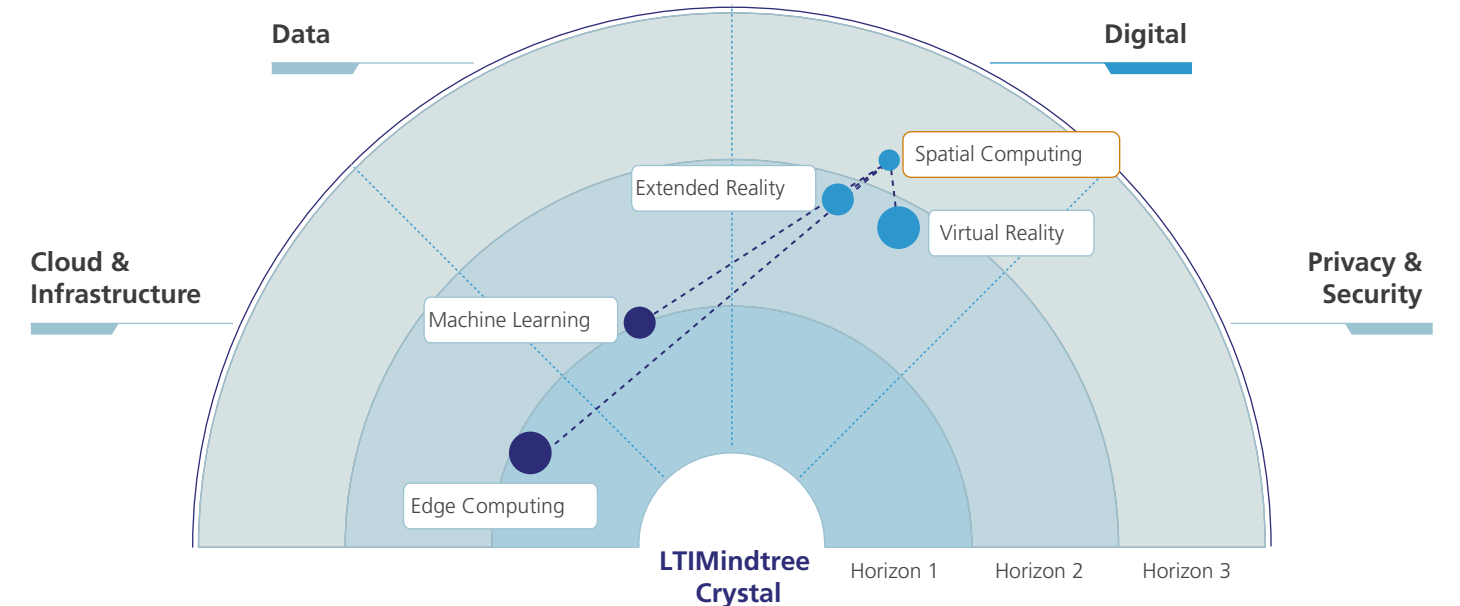 Data
Digital
Spatial Computing
Extended Reality
Virtual Reality
Cloud &
Infrastructure
Privacy &
Security
Machine Learning
Edge Computing
LTIMindtree
Crystal
Horizon 1
Horizon 2
Horizon 3